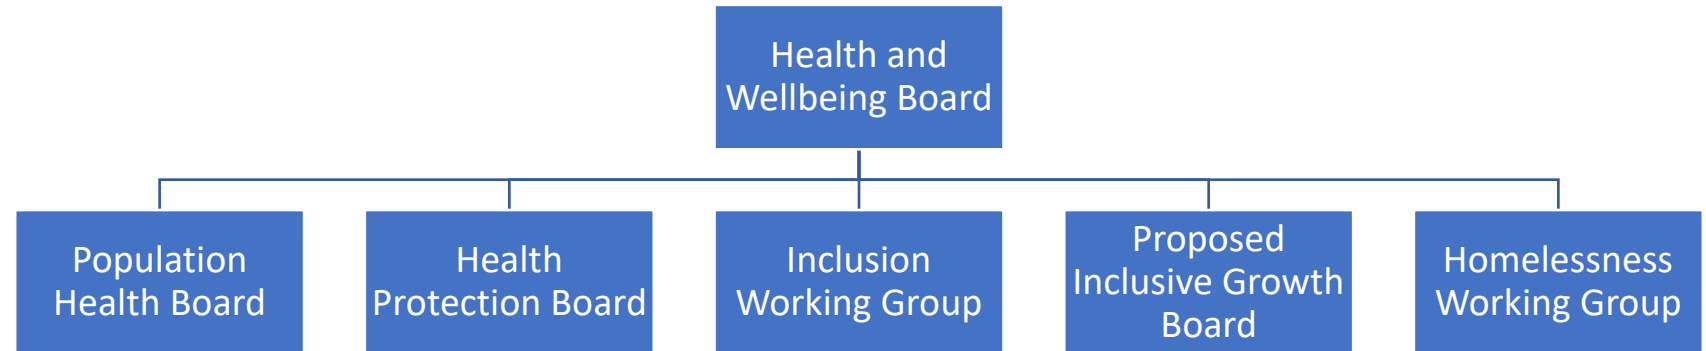 Health and
Wellbeing Board
Population
Health Board
Health
Protection Board
Inclusion
Working Group
Proposed
Inclusive Growth
Board
Homelessness
Working Group